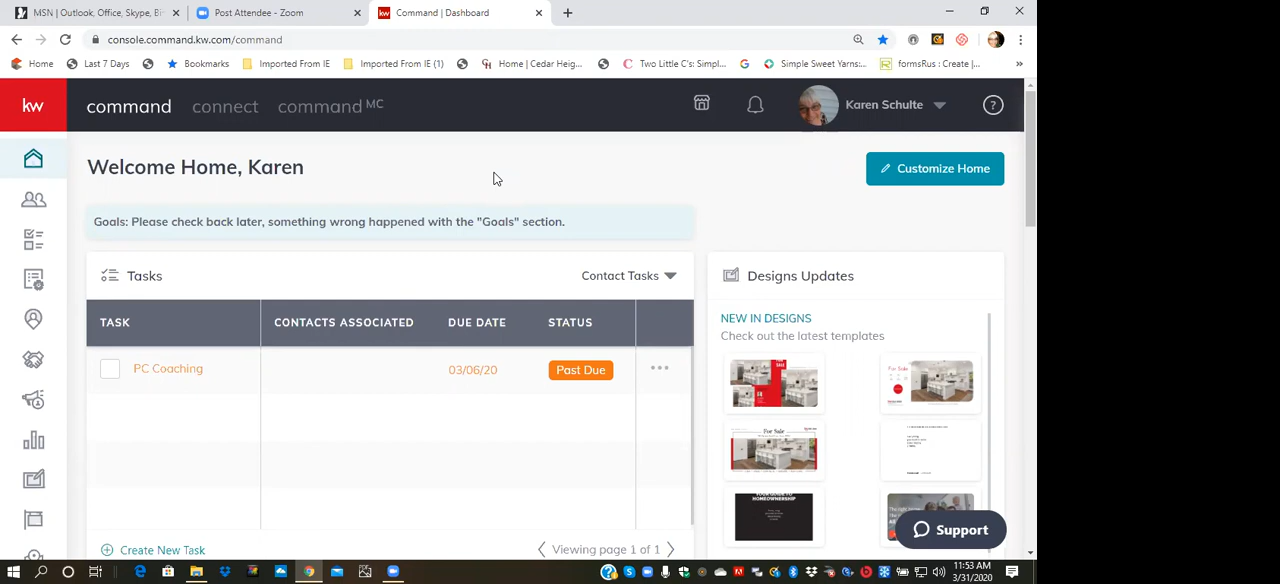 MSN | Outlook, Office, Skype, Bi
Post Attendee - Zoom
Command | Dashboard
console.command.kw.com/command
Home
Last 7 Days
Bookmarks
Imported From IE
Imported From IE (1)
Home | Cedar Heig...
Two Little C's: Simpl...
Simple Sweet Yarns:...
formsRus : Create |...
kw
command
connect
command MC
Karen Schulte
Welcome Home, Karen
Customize Home
Goals: Please check back later, something wrong happened with the "Goals" section.
Tasks
Contact Tasks
TASK
CONTACTS ASSOCIATED
DUE DATE
STATUS
PC Coaching
03/06/20
Past Due
Create New Task
Viewing page 1 of 1
Designs Updates
NEW IN DESIGNS
Check out the latest templates
For Sale
For Sale
YOUR GUIDE TO
HOMEOWNERSHIP
Support
11:53 AM
3/31/2020